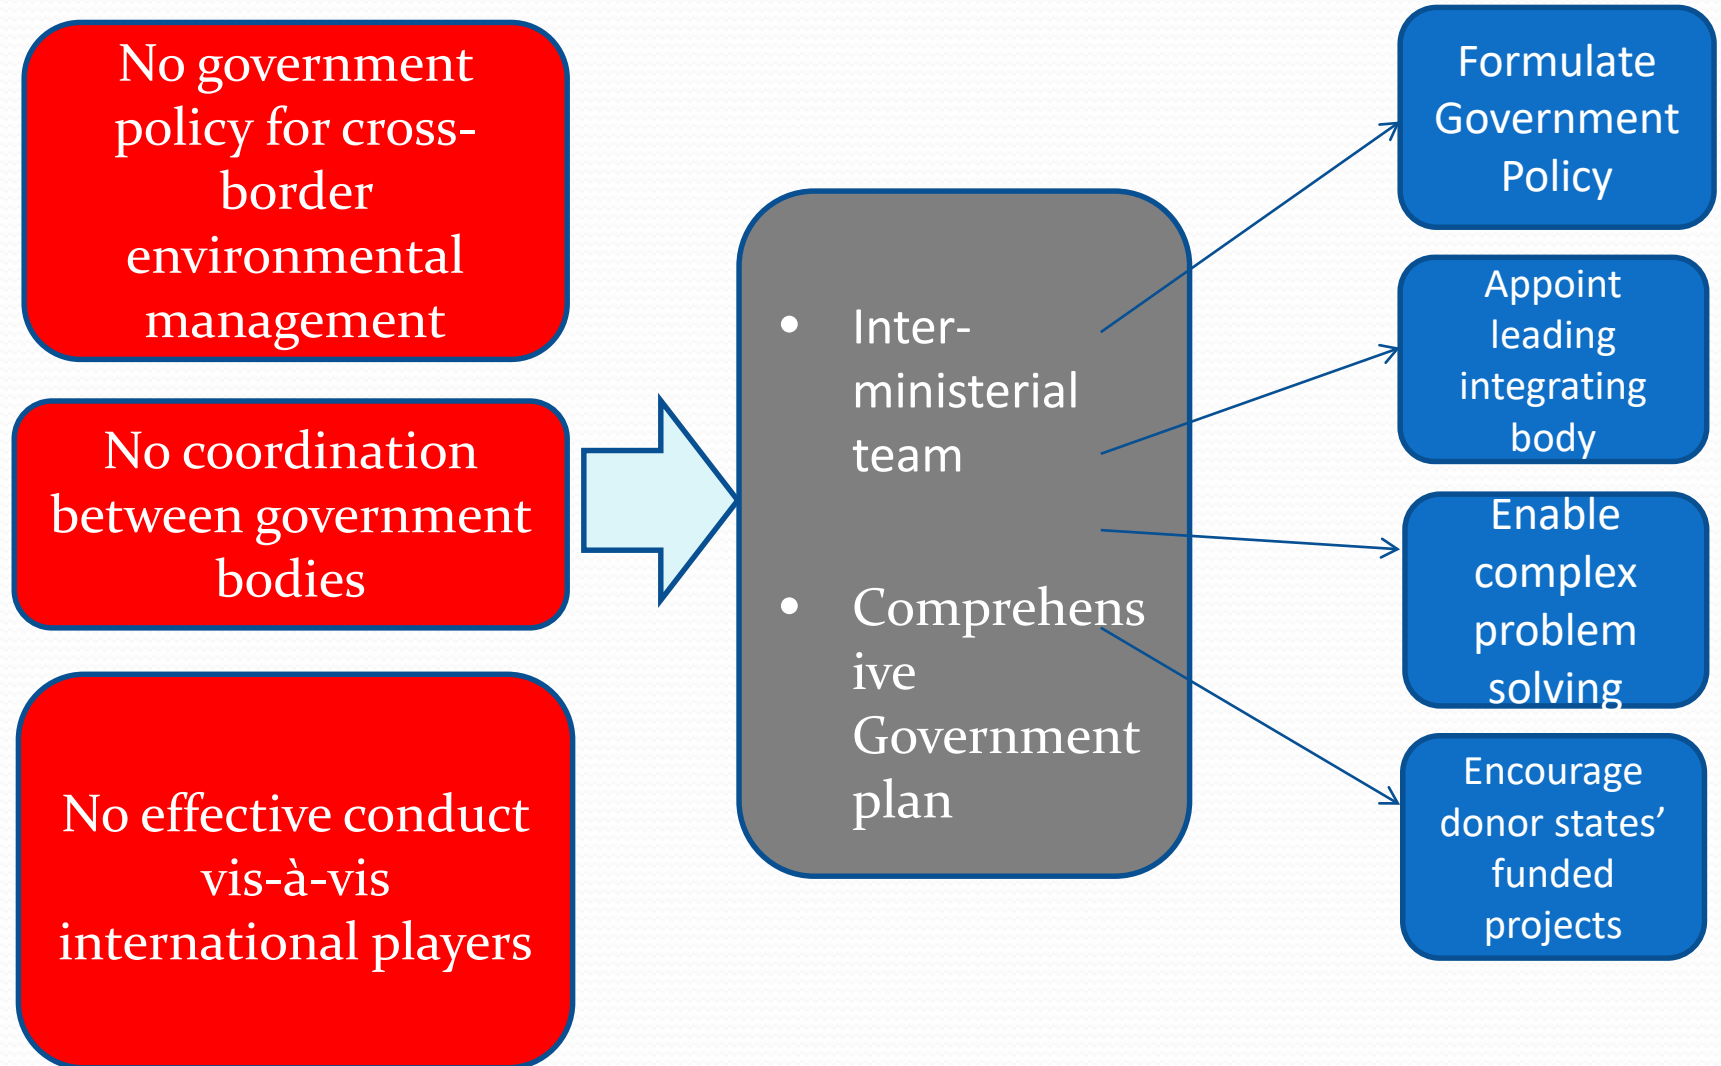 No government
policy for cross-
border
environmental
management
No coordination
between government
bodies
No effective conduct
vis-à-vis
international players
• Inter-
ministerial
team
• Comprehens
ive
Government
plan
Formulate
Government
Policy
Appoint
leading
integrating
body
Enable
complex
problem
solving
Encourage
donor states’
funded
projects